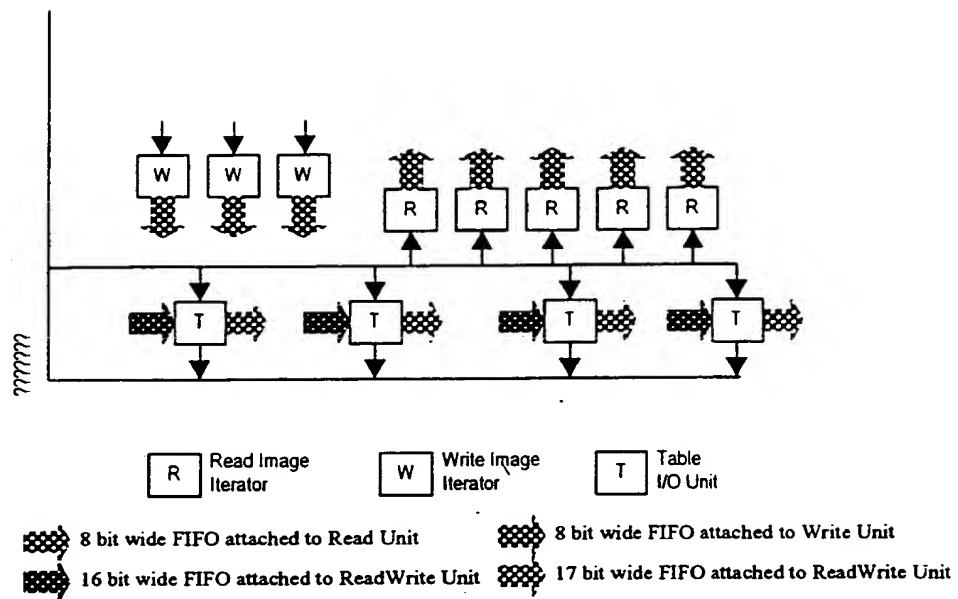 W W W
R R R R R
T T T T
???????
R Read Image
Iterator
W Write Image
Iterator
T Table
I/O Unit
8 bit wide FIFO attached to Read Unit
8 bit wide FIFO attached to Write Unit
16 bit wide FIFO attached to ReadWrite Unit
17 bit wide FIFO attached to ReadWrite Unit